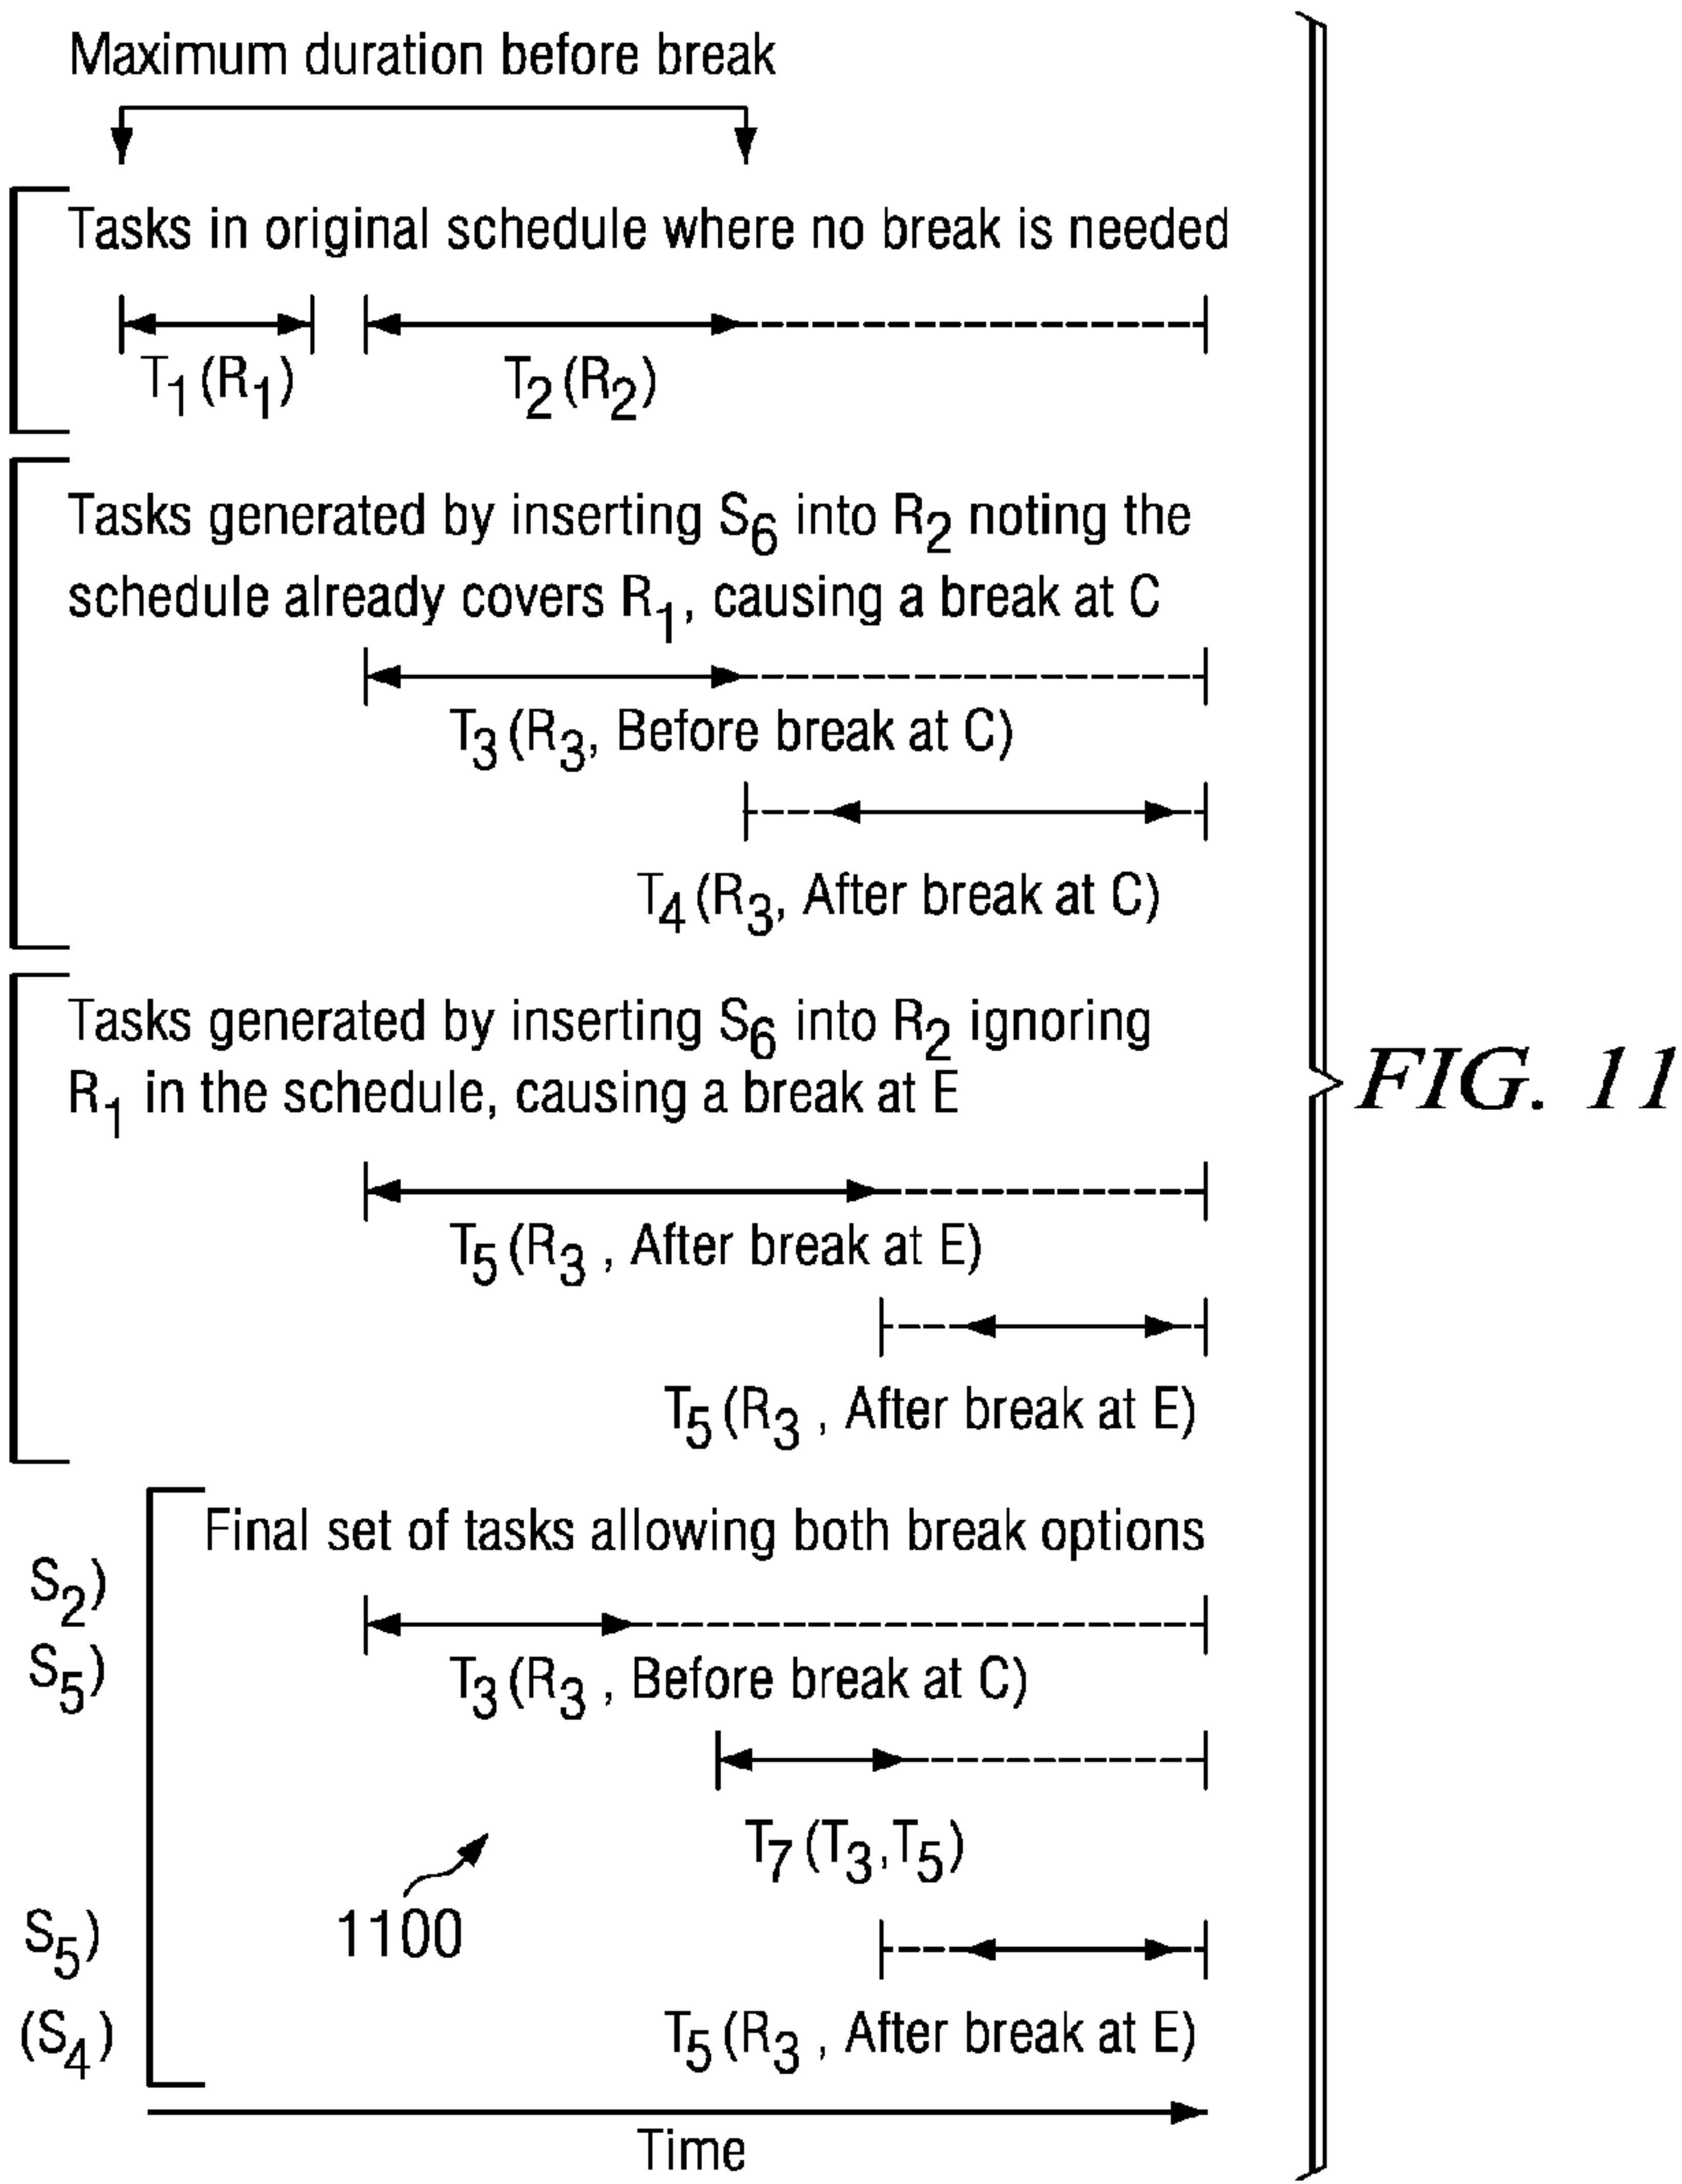 Maximum duration before break
Tasks in original schedule where no break is needed
T1(R1)
T2(R2)
Tasks generated by inserting S6 into R2 noting the
schedule already covers R1, causing a break at C
T3(R3, Before break at C)
T4(R3, After break at C)
Tasks generated by inserting S6 into R2 ignoring
R1 in the schedule, causing a break at E
T5(R3 , After break at E)
T5(R3 , After break at E)
FIG. 11
Final set of tasks allowing both break options
S2)
S5)
T3(R3 , Before break at C)
T7(T3,T5)
1100
S5)
(S4)
T5(R3 , After break at E)
Time